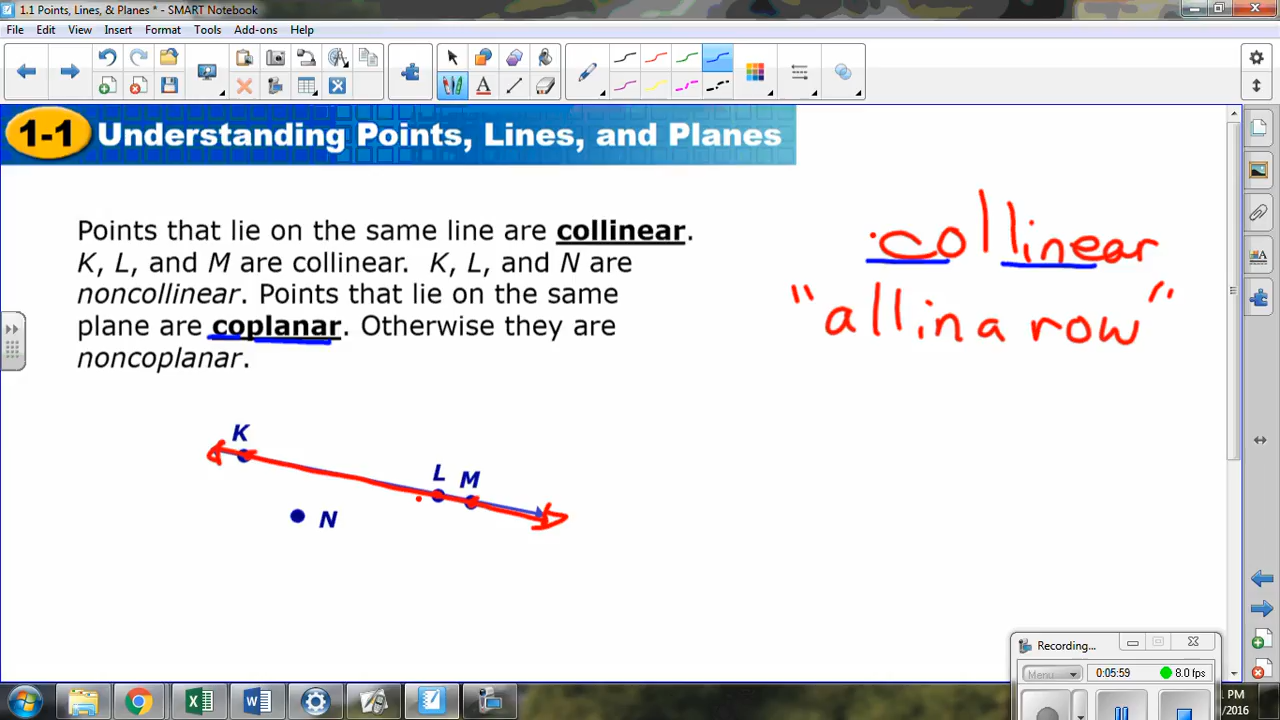 1.1 Points, Lines, & Planes * - SMART Notebook
File Edit View Insert Format Tools Add-ons Help
1-1 Understanding Points, Lines, and Planes
Points that lie on the same line are collinear.
K, L, and M are collinear. K, L, and N are
noncollinear. Points that lie on the same
plane are coplanar. Otherwise they are
noncoplanar.
collinear
"all in a row"
K
L M
N
Recording...
Menu 0:05:59 8.0 fps
1 PM
/2016